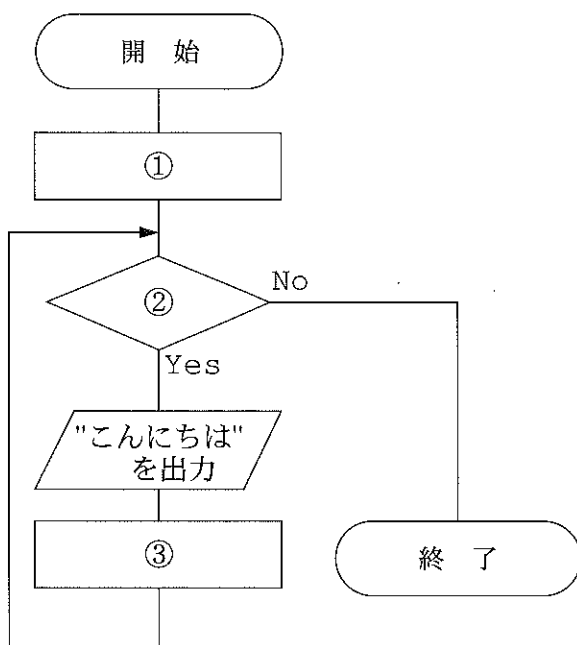 開 始
①
②
No
Yes
"こんにちは"
を出力
③
終 了